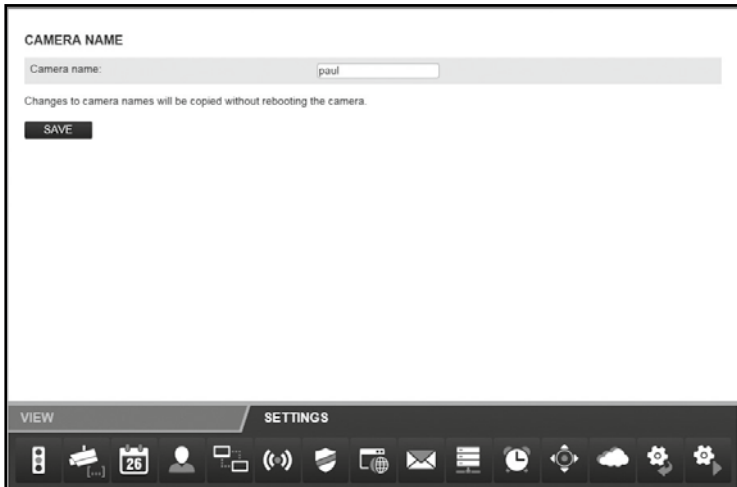 CAMERA NAME
Camera name: paul
Changes to camera names will be copied without rebooting the camera.
SAVE
VIEW SETTINGS
[...] 26